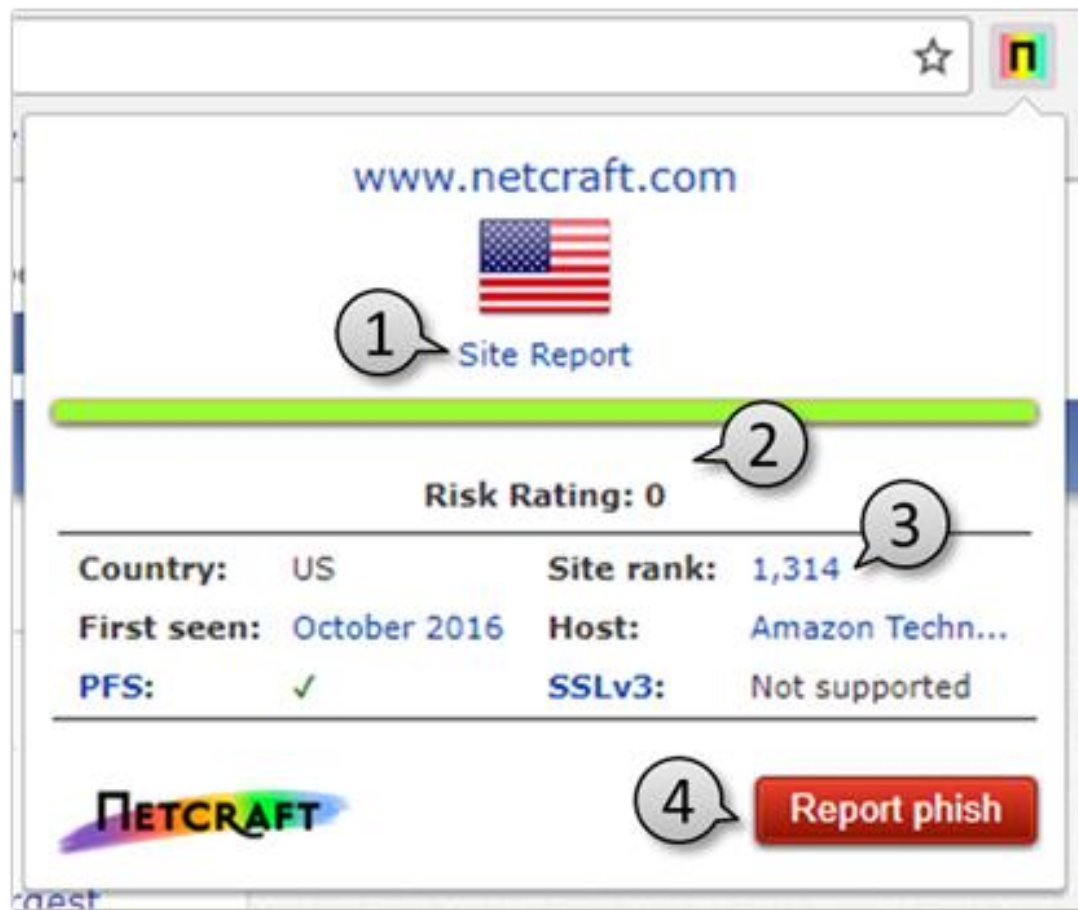 www.netcraft.com
1
Site Report
2
Risk Rating: 0
3
Country: US Site rank: 1,314
First seen: October 2016 Host: Amazon Techn...
PFS: ✓ SSLv3: Not supported
NETCRAFT
4
Report phish
rgest